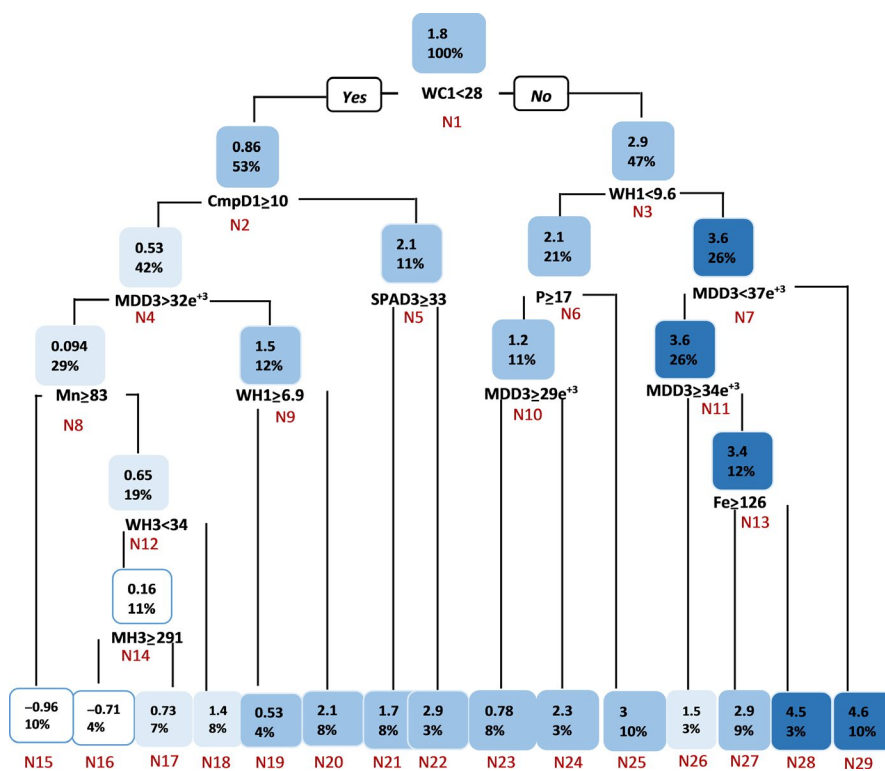 1.8
100%
Yes
WC1<28
No
N1
0.86
53%
2.9
47%
CmpD1≥10
WH1<9.6
N2
N3
0.53
42%
2.1
11%
2.1
21%
3.6
26%
MDD3>32e+3
SPAD3≥33
P≥17
MDD3<37e+3
N4
N5
N6
N7
0.094
29%
1.5
12%
1.2
11%
3.6
26%
Mn≥83
WH1≥6.9
MDD3≥29e+3
MDD3≥34e+3
N8
N9
N10
N11
0.65
19%
3.4
12%
WH3<34
Fe≥126
N12
N13
0.16
11%
MH3≥291
N14
−0.96
10%
−0.71
4%
0.73
7%
1.4
8%
0.53
4%
2.1
8%
1.7
8%
2.9
3%
0.78
8%
2.3
3%
3
10%
1.5
3%
2.9
9%
4.5
3%
4.6
10%
N15 N16 N17 N18 N19 N20 N21 N22 N23 N24 N25 N26 N27 N28 N29